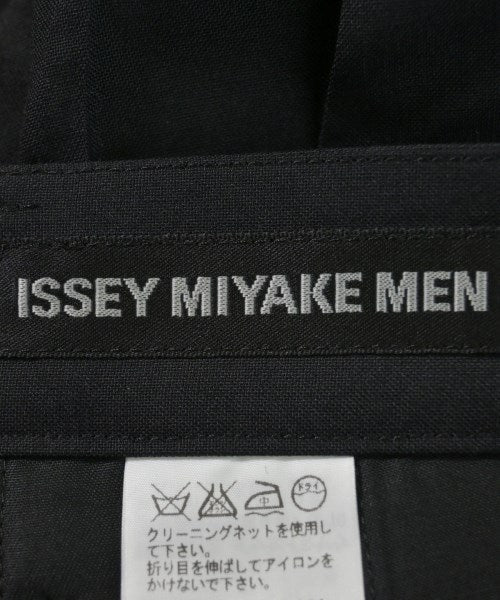 ISSEY MIYAKE MEN
中 ドライ
クリーニングネットを使用し
て下さい。
折り目を伸ばしてアイロンを
かけないで下さい。